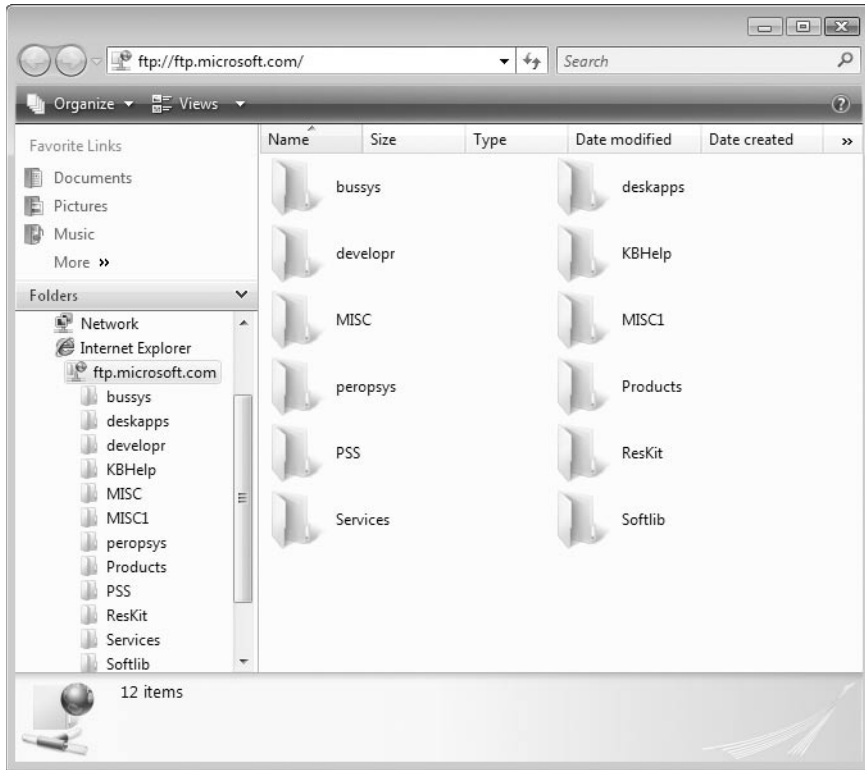 ftp://ftp.microsoft.com/
Search
Organize
Views
Favorite Links
Documents
Pictures
Music
More »
Folders
Network
Internet Explorer
ftp.microsoft.com
bussys
deskapps
developr
KBHelp
MISC
MISC1
peropsys
Products
PSS
ResKit
Services
Softlib
Name Size Type Date modified Date created »
bussys deskapps
developr KBHelp
MISC MISC1
peropsys Products
PSS ResKit
Services Softlib
12 items